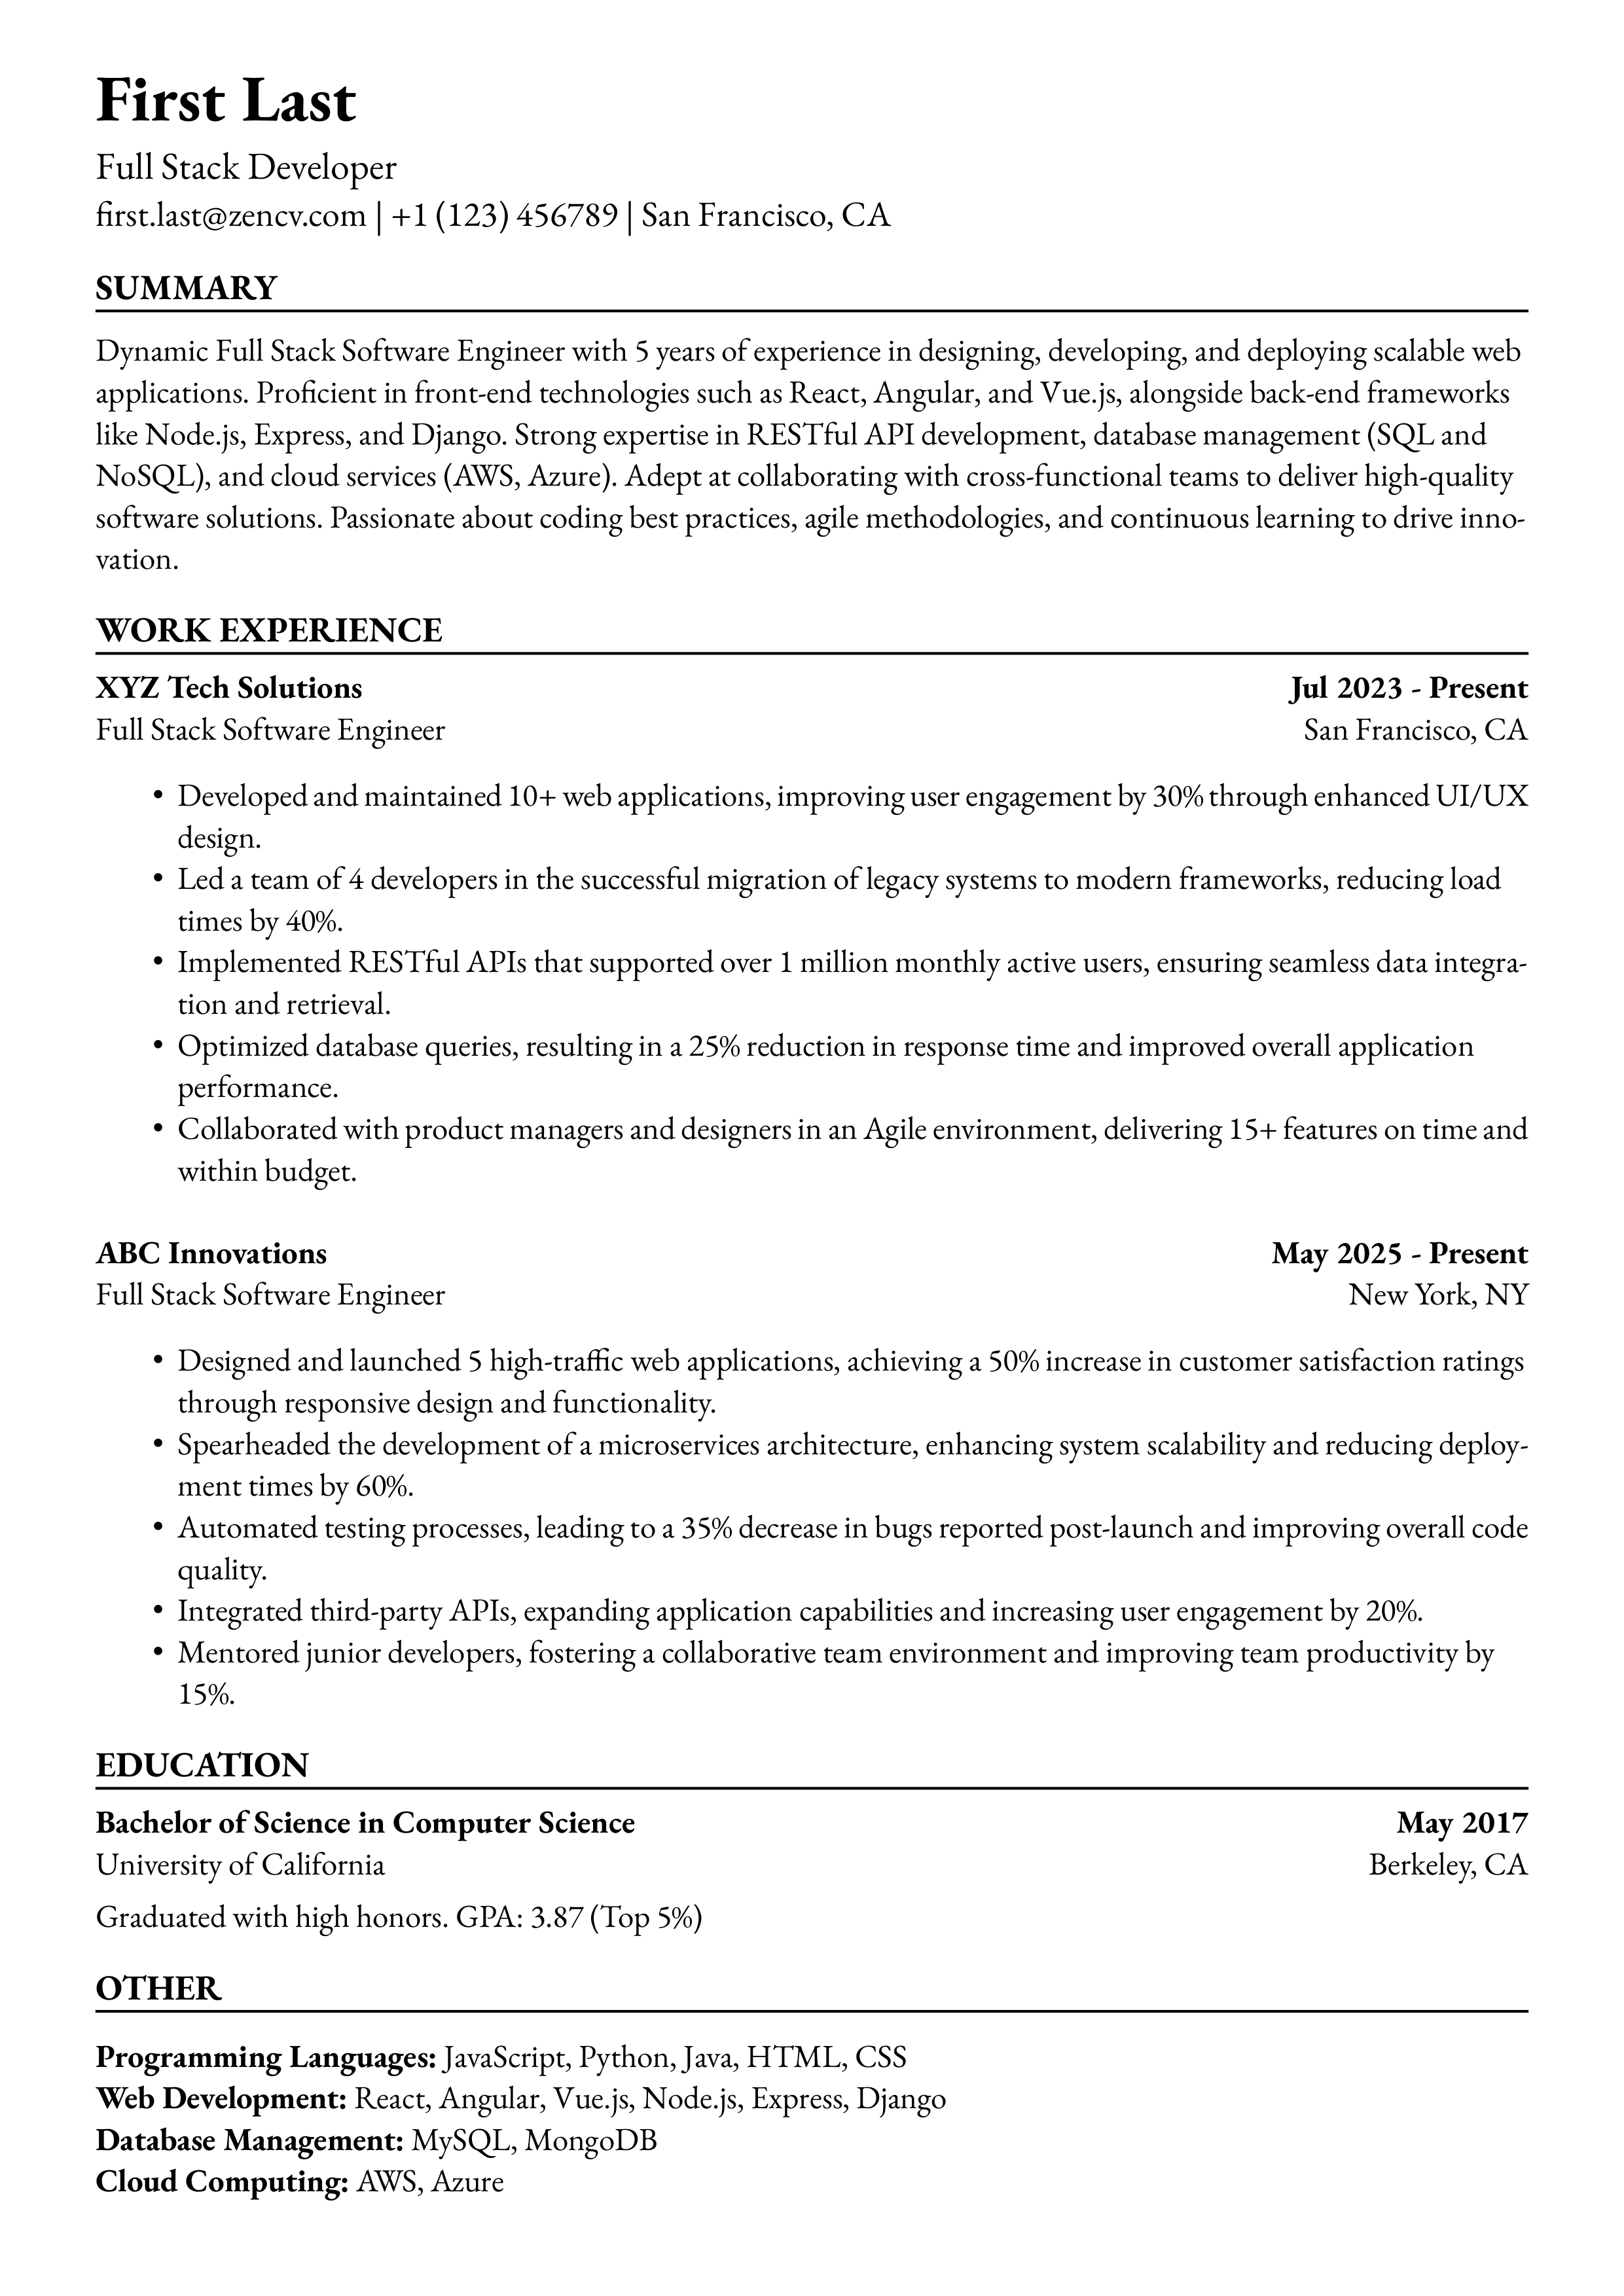 First Last
Full Stack Developer
first.last@zencv.com | +1 (123) 456789 | San Francisco, CA
SUMMARY
Dynamic Full Stack Software Engineer with 5 years of experience in designing, developing, and deploying scalable web
applications. Proficient in front-end technologies such as React, Angular, and Vue.js, alongside back-end frameworks
like Node.js, Express, and Django. Strong expertise in RESTful API development, database management (SQL and
NoSQL), and cloud services (AWS, Azure). Adept at collaborating with cross-functional teams to deliver high-quality
software solutions. Passionate about coding best practices, agile methodologies, and continuous learning to drive inno-
vation.
WORK EXPERIENCE
XYZ Tech Solutions Jul 2023 - Present
Full Stack Software Engineer San Francisco, CA
• Developed and maintained 10+ web applications, improving user engagement by 30% through enhanced UI/UX
design.
• Led a team of 4 developers in the successful migration of legacy systems to modern frameworks, reducing load
times by 40%.
• Implemented RESTful APIs that supported over 1 million monthly active users, ensuring seamless data integra-
tion and retrieval.
• Optimized database queries, resulting in a 25% reduction in response time and improved overall application
performance.
• Collaborated with product managers and designers in an Agile environment, delivering 15+ features on time and
within budget.
ABC Innovations May 2025 - Present
Full Stack Software Engineer New York, NY
• Designed and launched 5 high-traffic web applications, achieving a 50% increase in customer satisfaction ratings
through responsive design and functionality.
• Spearheaded the development of a microservices architecture, enhancing system scalability and reducing deploy-
ment times by 60%.
• Automated testing processes, leading to a 35% decrease in bugs reported post-launch and improving overall code
quality.
• Integrated third-party APIs, expanding application capabilities and increasing user engagement by 20%.
• Mentored junior developers, fostering a collaborative team environment and improving team productivity by
15%.
EDUCATION
Bachelor of Science in Computer Science May 2017
University of California Berkeley, CA
Graduated with high honors. GPA: 3.87 (Top 5%)
OTHER
Programming Languages: JavaScript, Python, Java, HTML, CSS
Web Development: React, Angular, Vue.js, Node.js, Express, Django
Database Management: MySQL, MongoDB
Cloud Computing: AWS, Azure